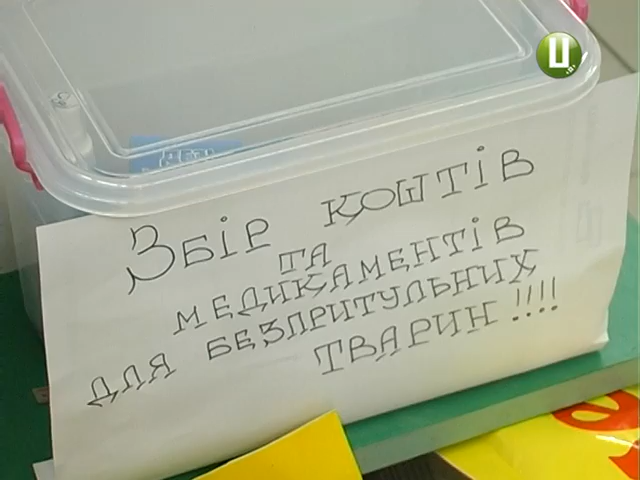 Ц
Збір коштів
та
медикаментів
для безпритульних
тварин!!!!